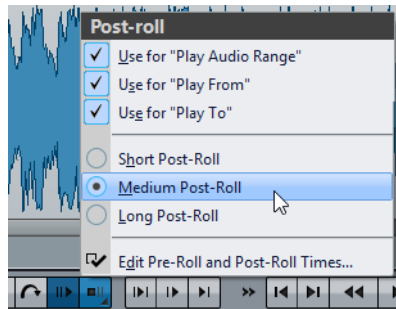 Post-roll
Use for "Play Audio Range"
Use for "Play From"
Use for "Play To"
Short Post-Roll
Medium Post-Roll
Long Post-Roll
Edit Pre-Roll and Post-Roll Times...